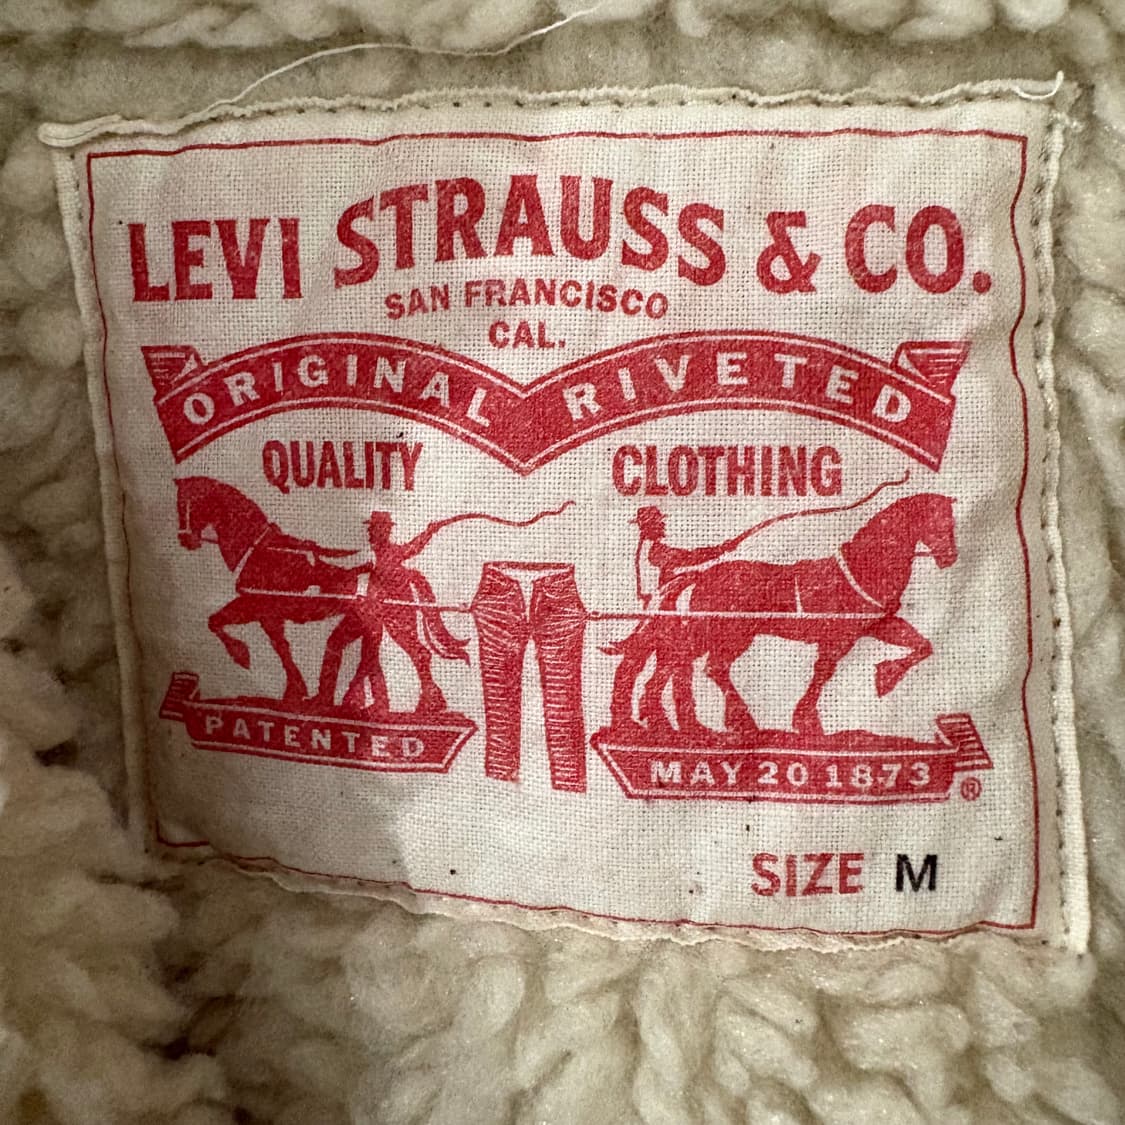 LEVI STRAUSS & CO.
SAN FRANCISCO
CAL.
ORIGINAL RIVETED
QUALITY CLOTHING
PATENTED
MAY 20 1873
®
SIZE M